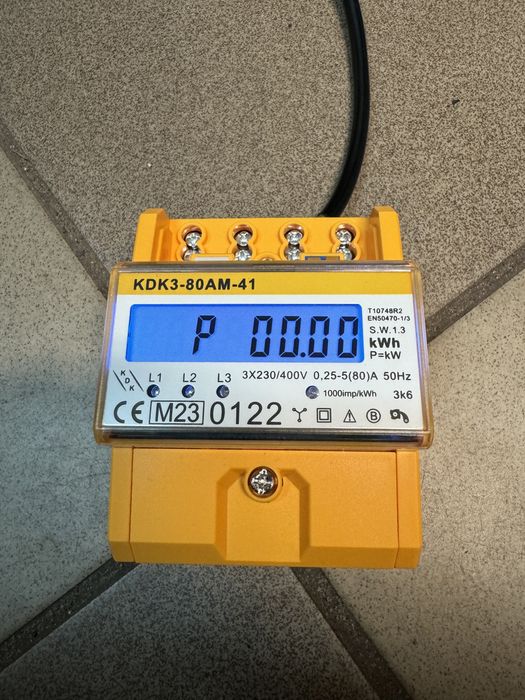 KDK3-80AM-41
T10748R2
EN50470-1/3
S.W.1.3
P 00.00
kWh
P=kW
3X230/400V 0,25-5(80)A 50Hz
KDK
L1 L2 L3
1000imp/kWh
3k6
CE M23 0122 B